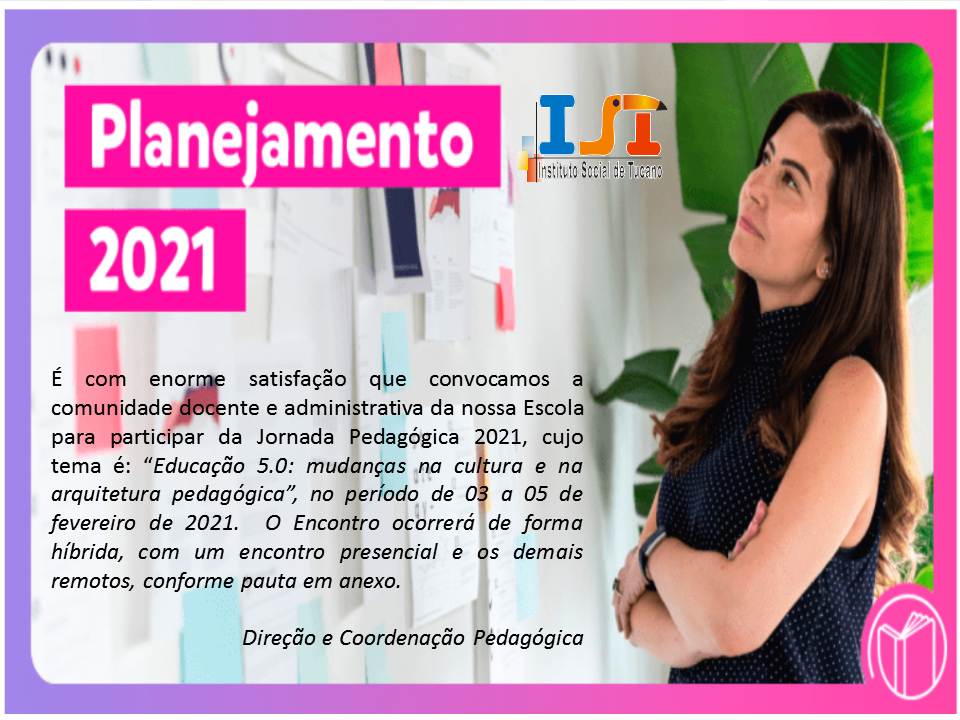 Planejamento
2021
IST
Instituto Social de Tucano
É com enorme satisfação que convocamos a
comunidade docente e administrativa da nossa Escola
para participar da Jornada Pedagógica 2021, cujo
tema é: “Educação 5.0: mudanças na cultura e na
arquitetura pedagógica”, no período de 03 a 05 de
fevereiro de 2021. O Encontro ocorrerá de forma
híbrida, com um encontro presencial e os demais
remotos, conforme pauta em anexo.
Direção e Coordenação Pedagógica